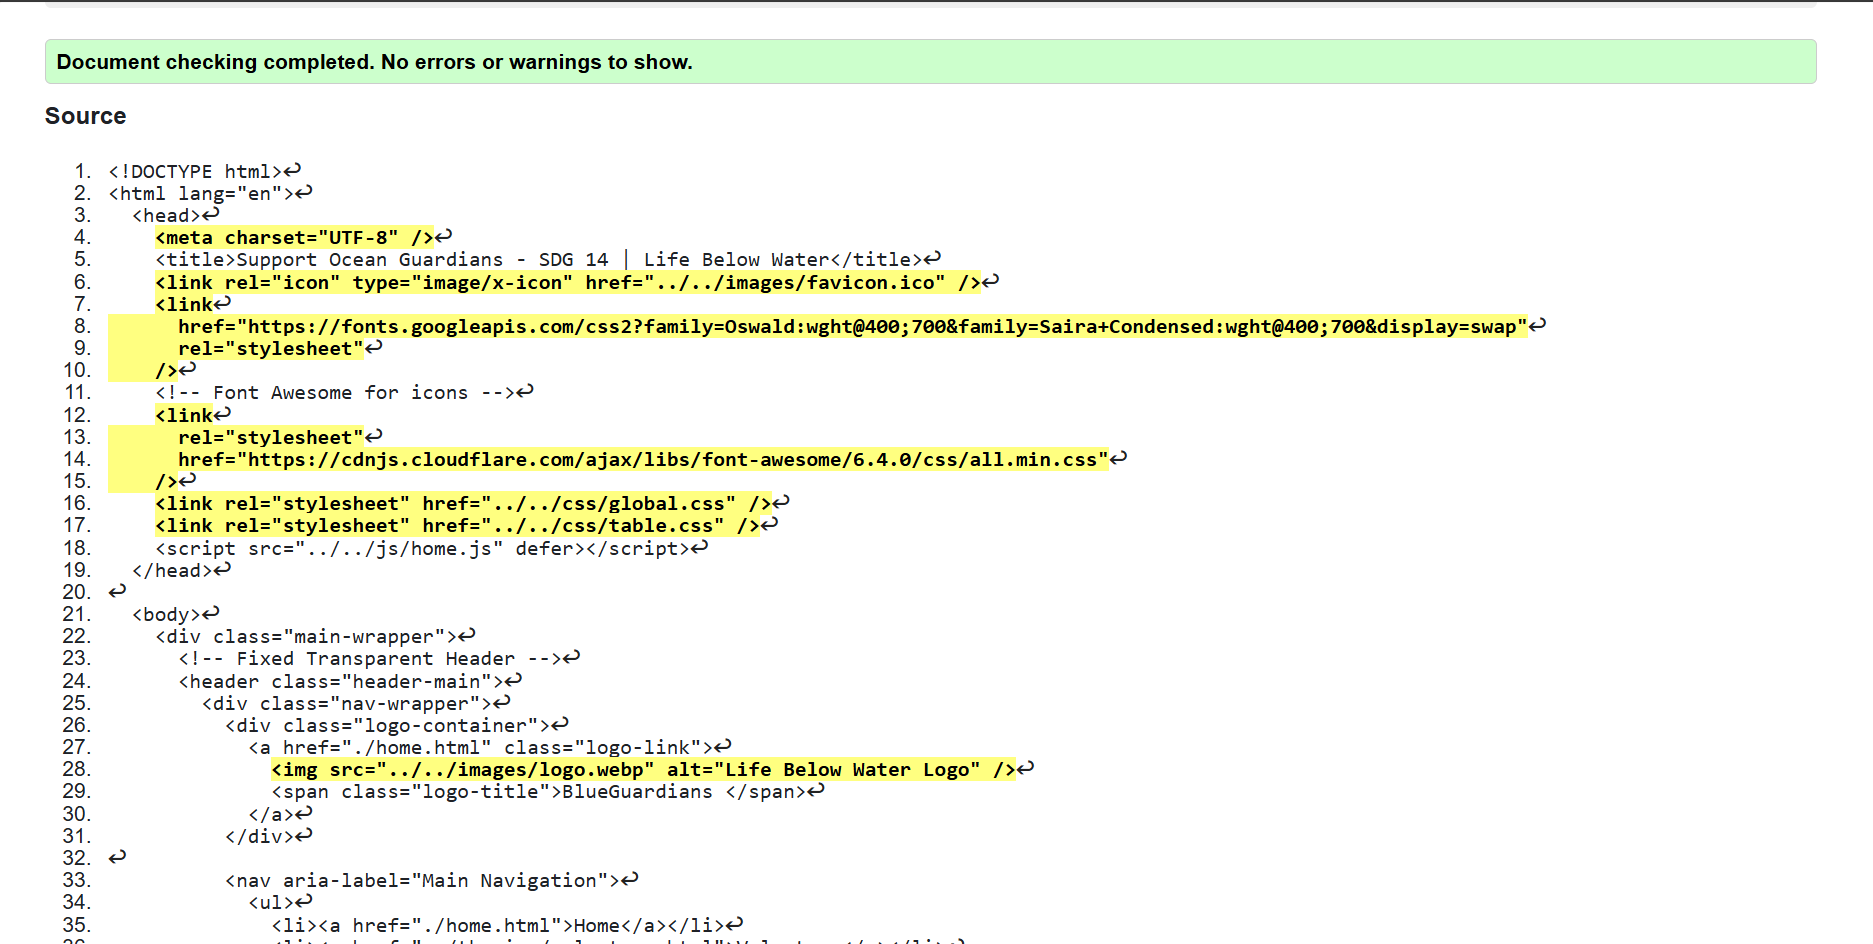 Document checking completed. No errors or warnings to show.
Source
1. <!DOCTYPE html>↩
2. <html lang="en">↩
3. <head>↩
4. <meta charset="UTF-8" />↩
5. <title>Support Ocean Guardians - SDG 14 | Life Below Water</title>↩
6. <link rel="icon" type="image/x-icon" href="../../images/favicon.ico" />↩
7. <link↩
8. href="https://fonts.googleapis.com/css2?family=Oswald:wght@400;700&family=Saira+Condensed:wght@400;700&display=swap"↩
9. rel="stylesheet"↩
10. />↩
11. <!-- Font Awesome for icons -->↩
12. <link↩
13. rel="stylesheet"↩
14. href="https://cdnjs.cloudflare.com/ajax/libs/font-awesome/6.4.0/css/all.min.css"↩
15. />↩
16. <link rel="stylesheet" href="../../css/global.css" />↩
17. <link rel="stylesheet" href="../../css/table.css" />↩
18. <script src="../../js/home.js" defer></script>↩
19. </head>↩
20. ↩
21. <body>↩
22. <div class="main-wrapper">↩
23. <!-- Fixed Transparent Header -->↩
24. <header class="header-main">↩
25. <div class="nav-wrapper">↩
26. <div class="logo-container">↩
27. <a href="./home.html" class="logo-link">↩
28. <img src="../../images/logo.webp" alt="Life Below Water Logo" />↩
29. <span class="logo-title">BlueGuardians </span>↩
30. </a>↩
31. </div>↩
32. ↩
33. <nav aria-label="Main Navigation">↩
34. <ul>↩
35. <li><a href="./home.html">Home</a></li>↩